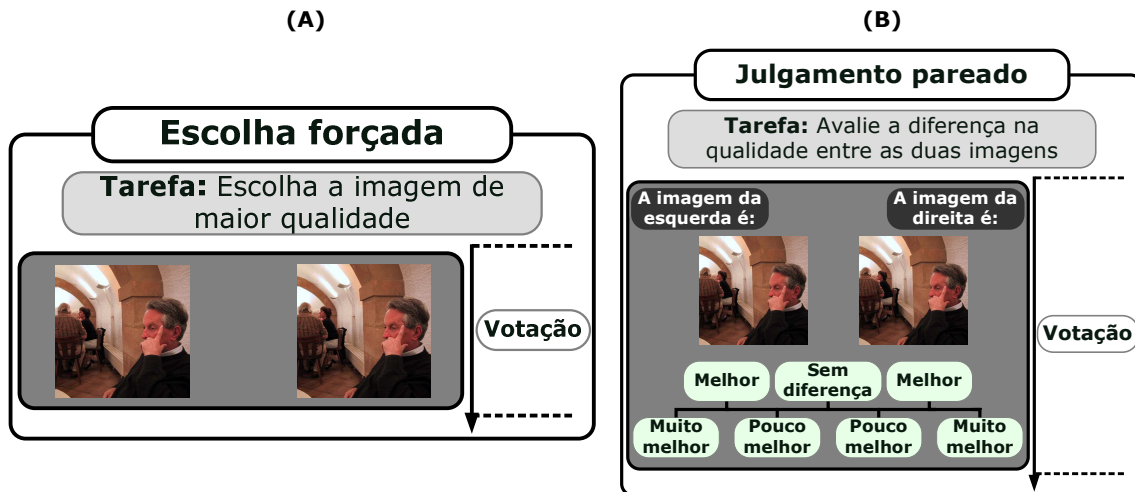 (A)
Escolha forçada
Tarefa: Escolha a imagem de
maior qualidade
Votação
(B)
Julgamento pareado
Tarefa: Avalie a diferença na
qualidade entre as duas imagens
A imagem da
esquerda é:
A imagem da
direita é:
Votação
Melhor
Sem
diferença
Melhor
Muito
melhor
Pouco
melhor
Pouco
melhor
Muito
melhor